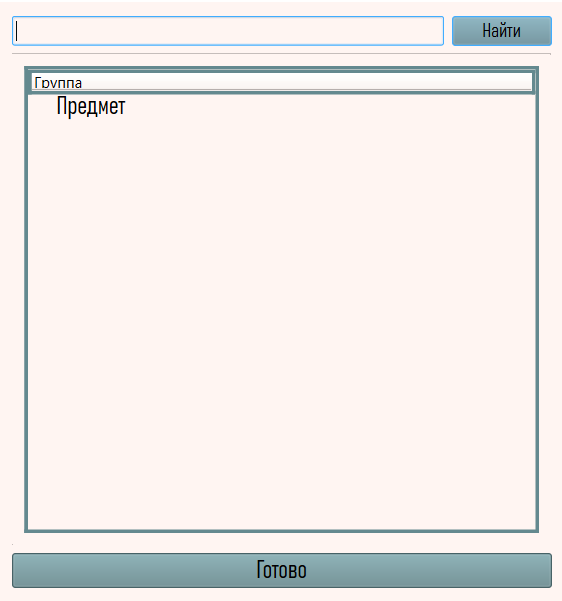 Найти
Группа
Предмет
Готово